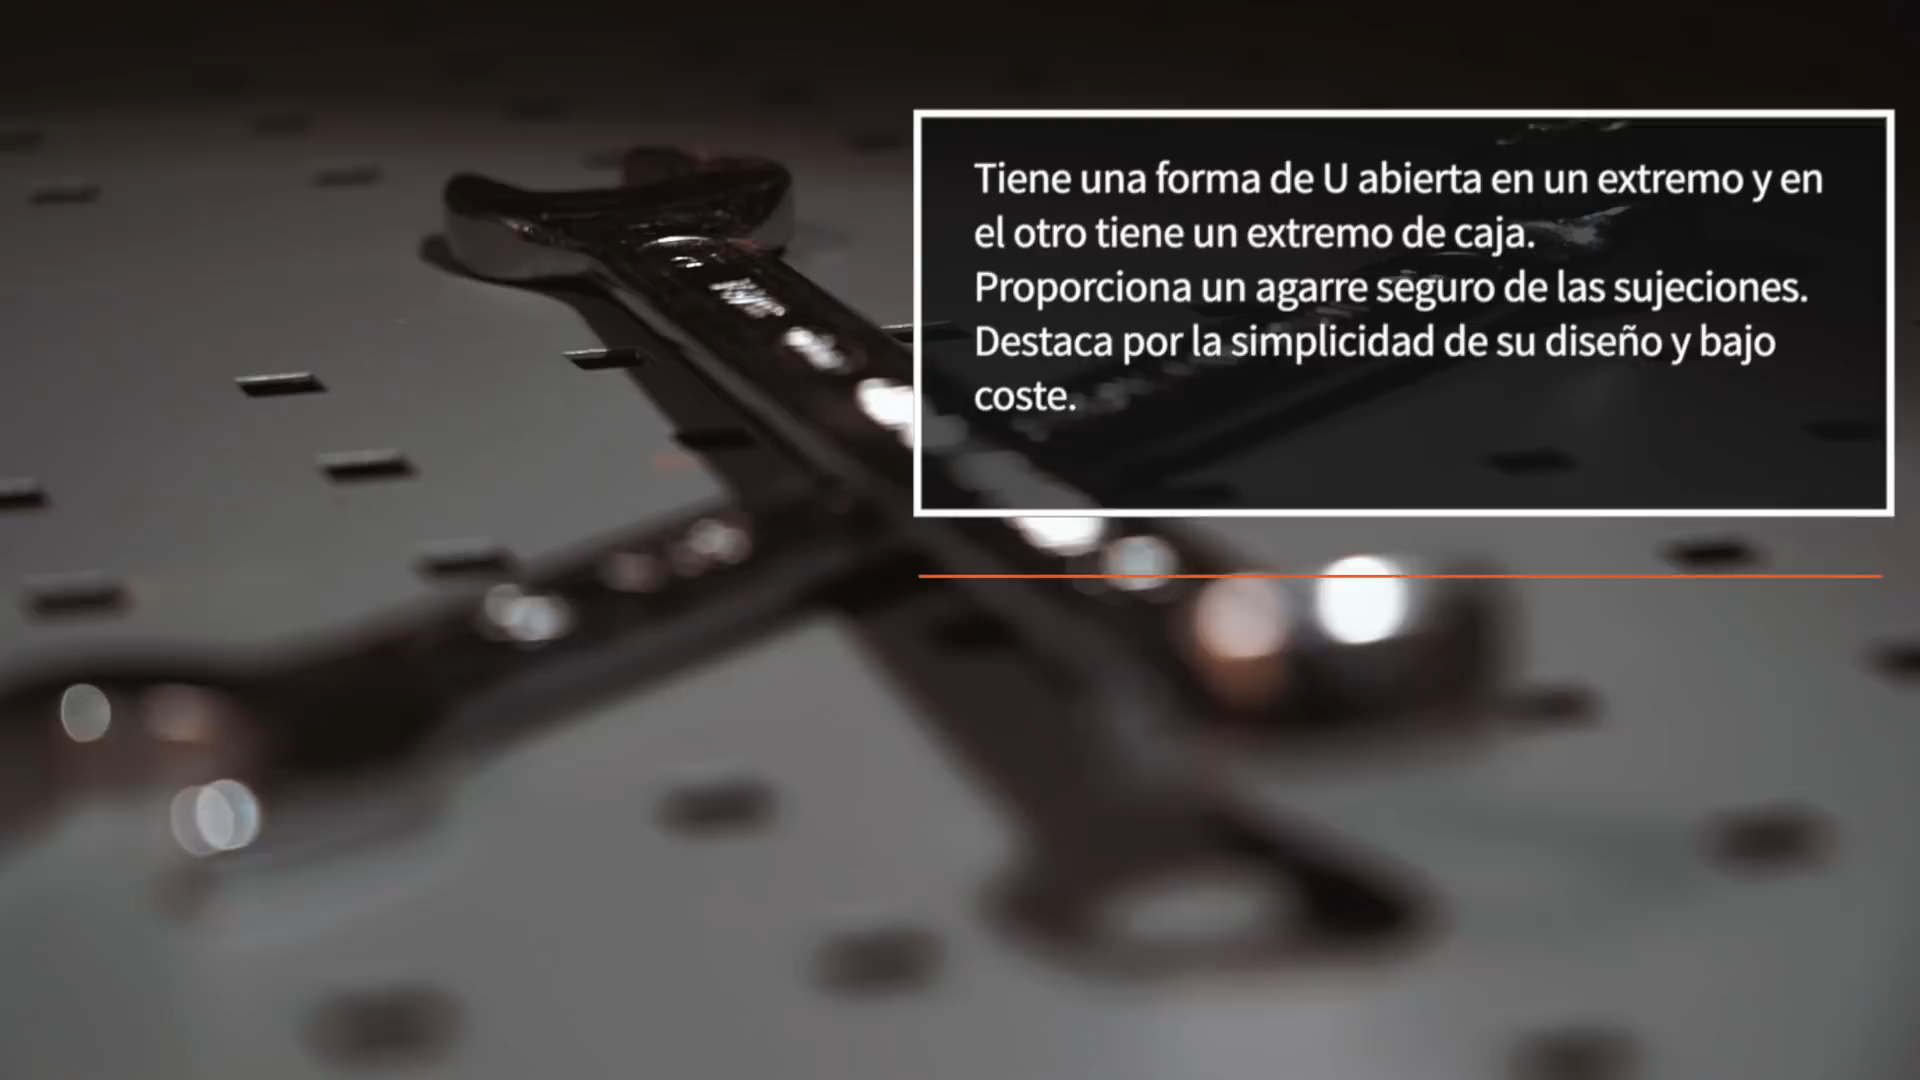 Tiene una forma de U abierta en un extremo y en
el otro tiene un extremo de caja.
Proporciona un agarre seguro de las sujeciones.
Destaca por la simplicidad de su diseño y bajo
coste.